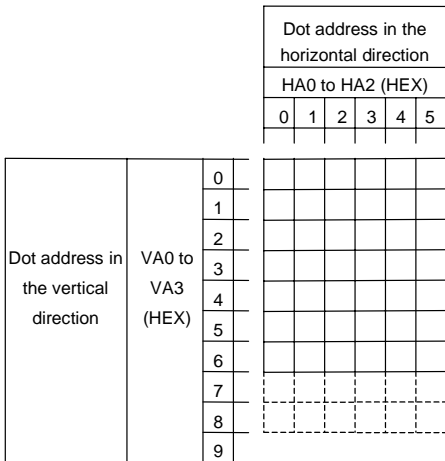 Dot address in the
horizontal direction
HA0 to HA2 (HEX)
0 1 2 3 4 5
Dot address in
the vertical
direction
VA0 to
VA3
(HEX)
0
1
2
3
4
5
6
7
8
9